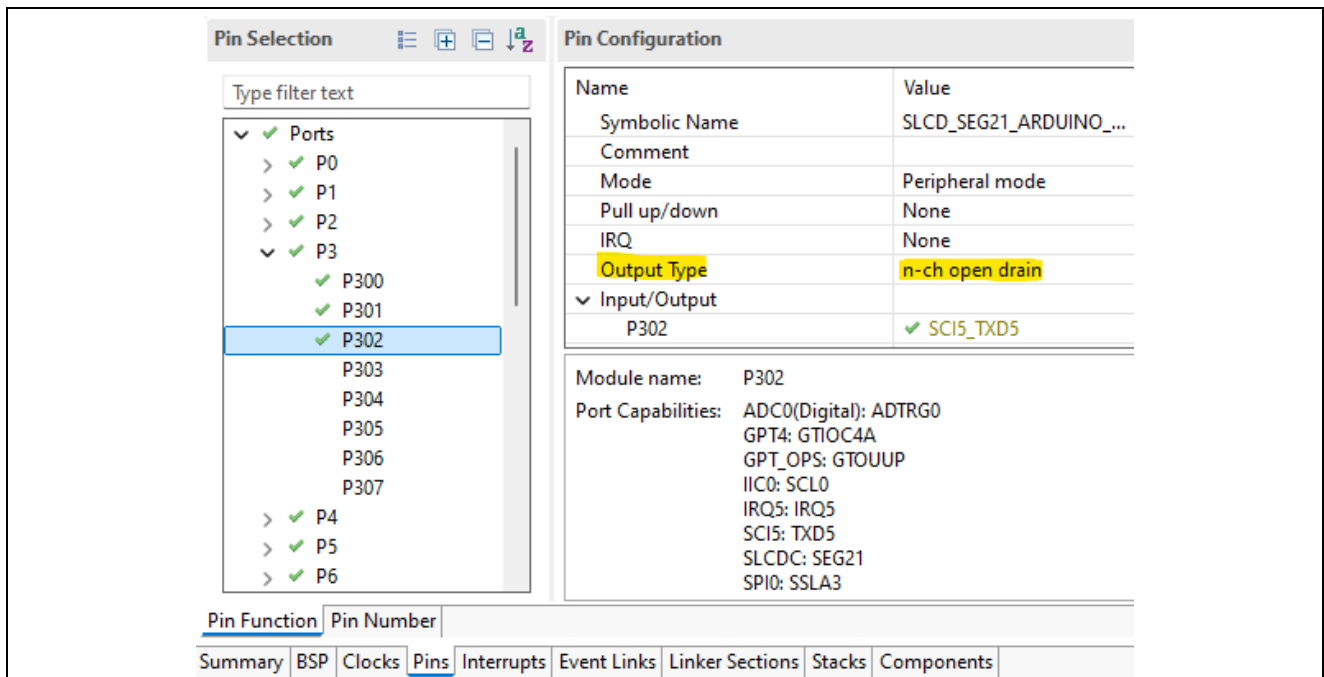 Pin Selection
Type filter text
Ports
P0
P1
P2
P3
P300
P301
P302
P303
P304
P305
P306
P307
P4
P5
P6
Pin Configuration
Name Value
Symbolic Name SLCD_SEG21_ARDUINO_...
Comment
Mode Peripheral mode
Pull up/down None
IRQ None
Output Type n-ch open drain
Input/Output
P302 SCI5_TXD5
Module name: P302
Port Capabilities: ADC0(Digital): ADTRG0
GPT4: GTIOC4A
GPT_OPS: GTOUUP
IIC0: SCL0
IRQ5: IRQ5
SCI5: TXD5
SLCDC: SEG21
SPI0: SSLA3
Pin Function Pin Number
Summary BSP Clocks Pins Interrupts Event Links Linker Sections Stacks Components